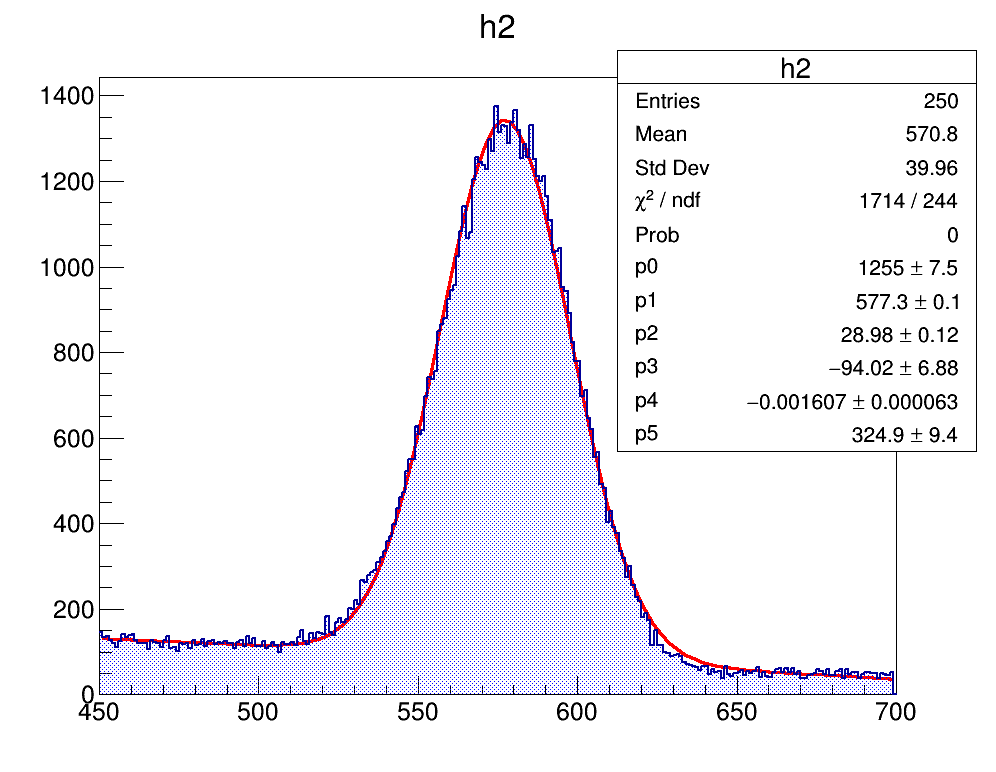 h2
h2
Entries 250
Mean 570.8
Std Dev 39.96
χ² / ndf 1714 / 244
Prob 0
p0 1255 ± 7.5
p1 577.3 ± 0.1
p2 28.98 ± 0.12
p3 −94.02 ± 6.88
p4 −0.001607 ± 0.000063
p5 324.9 ± 9.4
1400
1200
1000
800
600
400
200
0
450 500 550 600 650 700